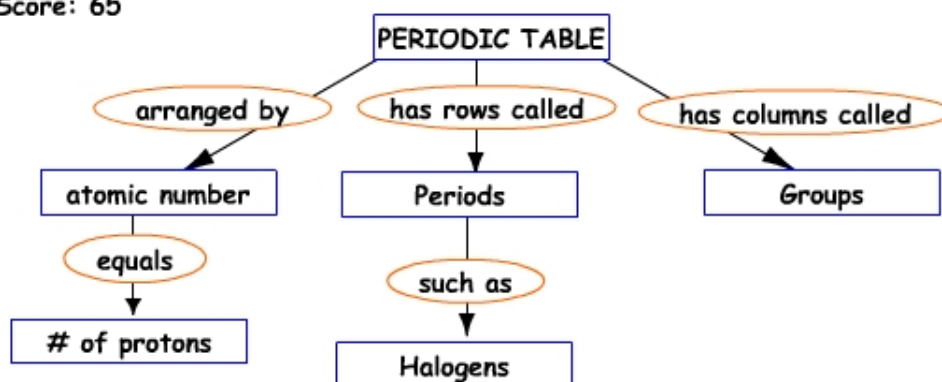 Score: 65
PERIODIC TABLE
arranged by
has rows called
has columns called
atomic number
Periods
Groups
equals
such as
# of protons
Halogens